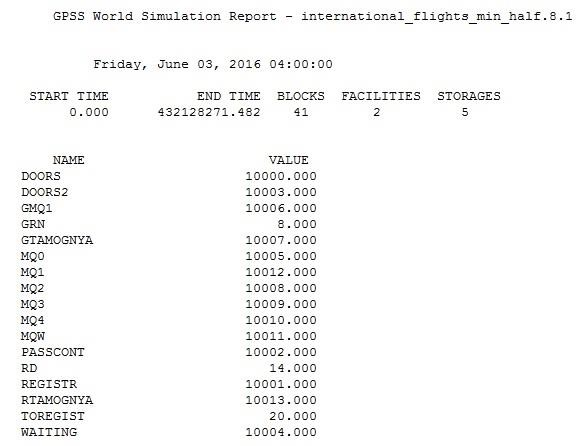 GPSS World Simulation Report - international_flights_min_half.8.1
Friday, June 03, 2016 04:00:00
START TIME END TIME BLOCKS FACILITIES STORAGES
0.000 432128271.482 41 2 5
NAME VALUE
DOORS 10000.000
DOORS2 10003.000
GMQ1 10006.000
GRN 8.000
GTAMOGNYA 10007.000
MQ0 10005.000
MQ1 10012.000
MQ2 10008.000
MQ3 10009.000
MQ4 10010.000
MQW 10011.000
PASSCONT 10002.000
RD 14.000
REGISTR 10001.000
RTAMOGNYA 10013.000
TOREGIST 20.000
WAITING 10004.000